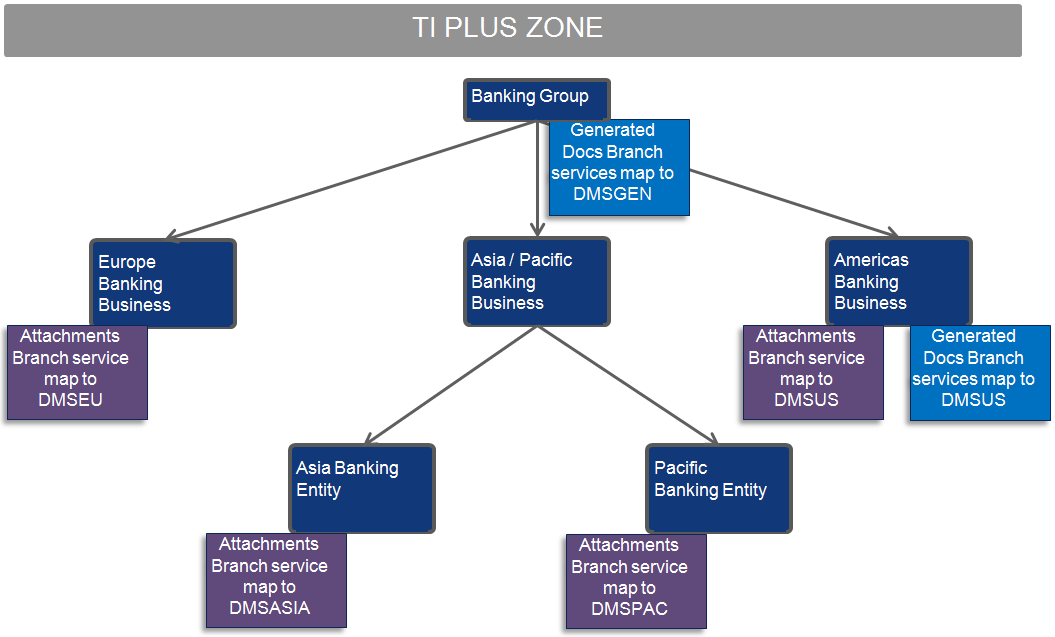 TI PLUS ZONE
Banking Group
Generated
Docs Branch
services map to
DMSGEN
Europe
Banking
Business
Asia / Pacific
Banking
Business
Americas
Banking
Business
Attachments
Branch service
map to
DMSEU
Attachments
Branch service
map to
DMSUS
Generated
Docs Branch
services map to
DMSUS
Asia Banking
Entity
Pacific
Banking Entity
Attachments
Branch service
map to
DMSASIA
Attachments
Branch service
map to
DMSPAC